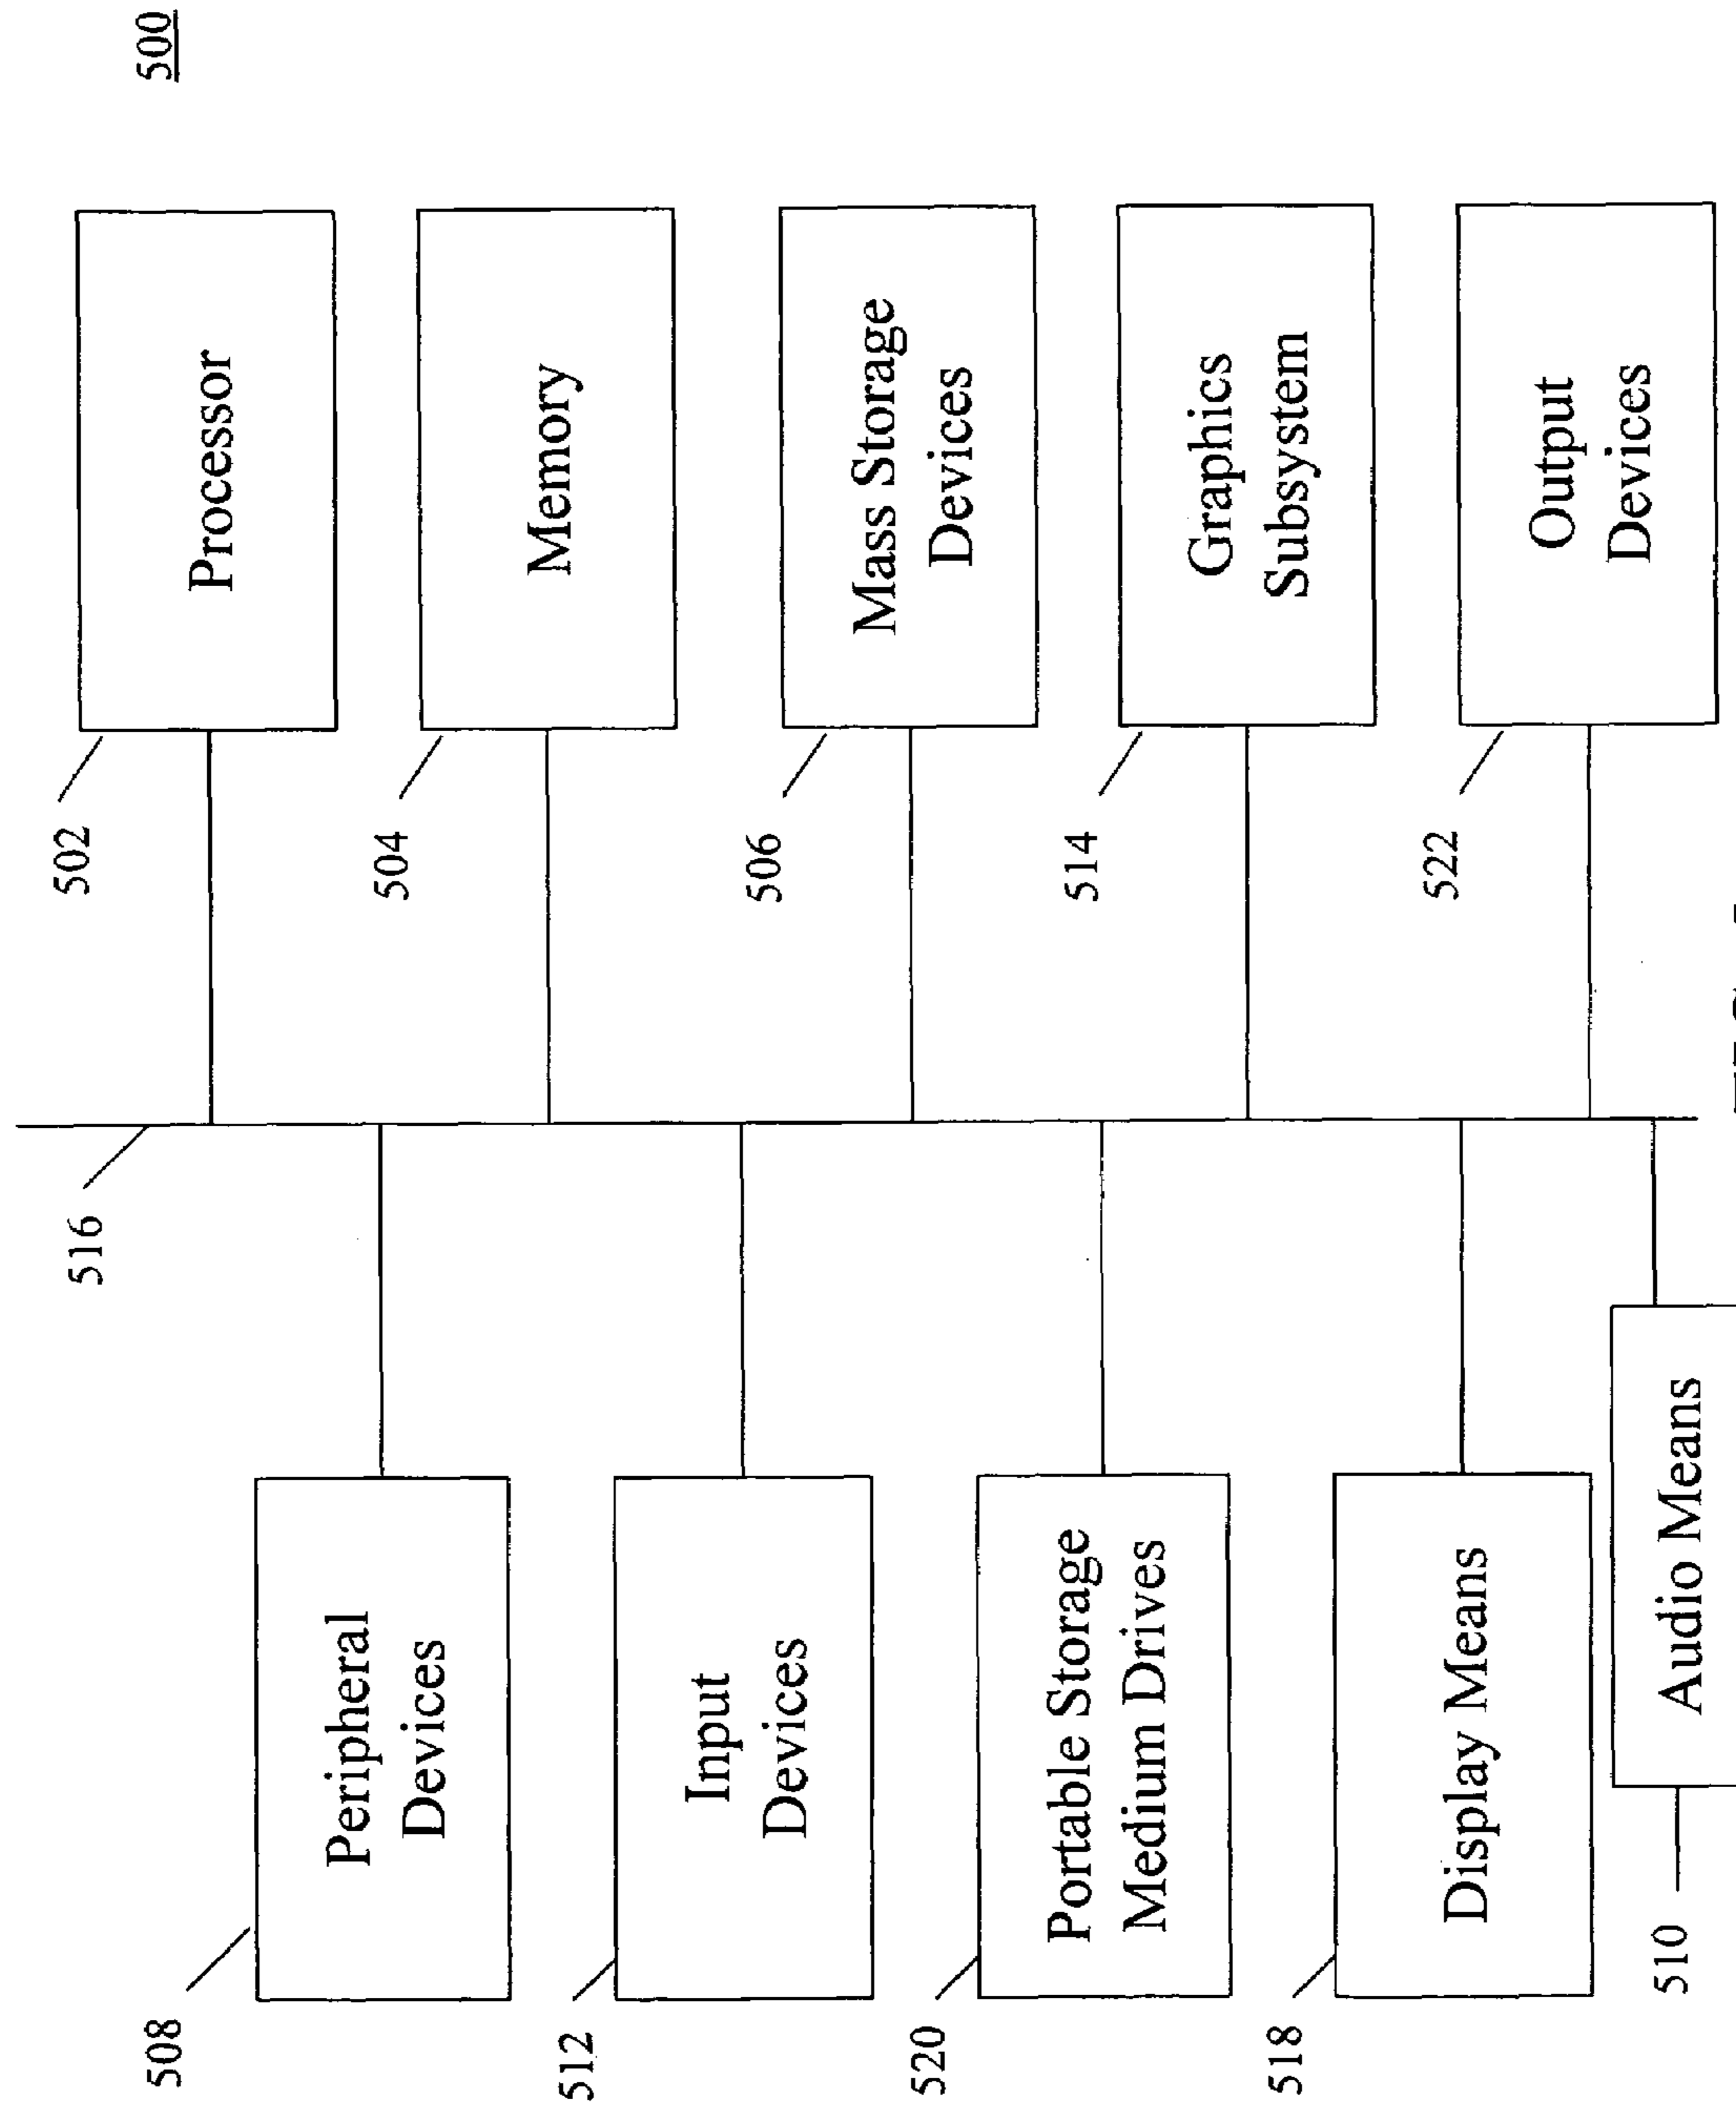 500
502
Processor
504
Memory
506
Mass Storage
Devices
514
Graphics
Subsystem
522
Output
Devices
516
508
Peripheral
Devices
512
Input
Devices
520
Portable Storage
Medium Drives
518
Display Means
510
Audio Means